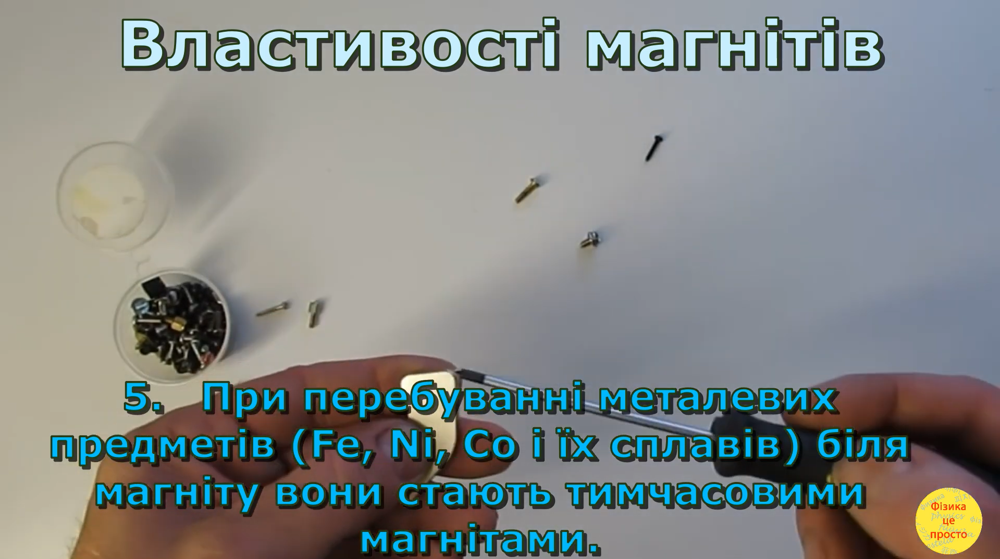 Властивості магнітів
5. При перебуванні металевих
предметів (Fe, Ni, Co і їх сплавів) біля
магніту вони стають тимчасовими
магнітами.
Фізика
це
просто